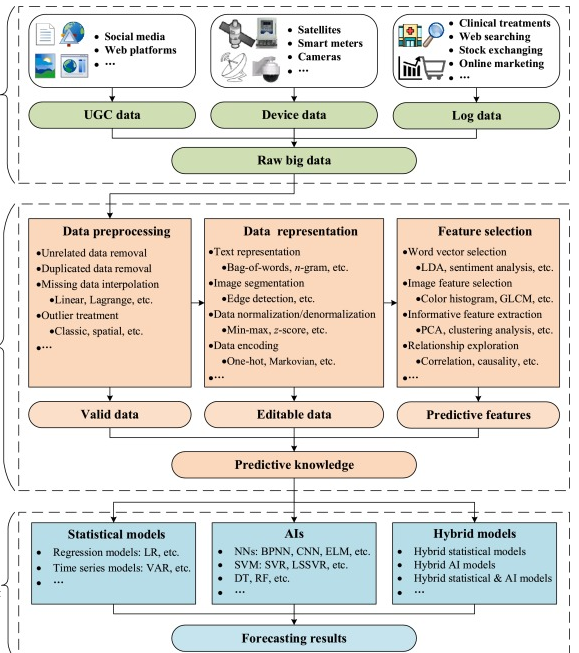 • Social media
• Web platforms
• ...
• Satellites
• Smart meters
• Cameras
• ...
• Clinical treatments
• Web searching
• Stock exchanging
• Online marketing
• ...
UGC data
Device data
Log data
Raw big data
Data preprocessing
•Unrelated data removal
•Duplicated data removal
•Missing data interpolation
•Linear, Lagrange, etc.
•Outlier treatment
•Classic, spatial, etc.
•...
Data representation
•Text representation
•Bag-of-words, n-gram, etc.
•Image segmentation
•Edge detection, etc.
•Data normalization/denormalization
•Min-max, z-score, etc.
•Data encoding
•One-hot, Markovian, etc.
•...
Feature selection
•Word vector selection
•LDA, sentiment analysis, etc.
•Image feature selection
•Color histogram, GLCM, etc.
•Informative feature extraction
•PCA, clustering analysis, etc.
•Relationship exploration
•Correlation, causality, etc.
•...
Valid data
Editable data
Predictive features
Predictive knowledge
Statistical models
• Regression models: LR, etc.
• Time series models: VAR, etc.
• ...
AIs
• NNs: BPNN, CNN, ELM, etc.
• SVM: SVR, LSSVR, etc.
• DT, RF, etc.
• ...
Hybrid models
• Hybrid statistical models
• Hybrid AI models
• Hybrid statistical & AI models
• ...
Forecasting results